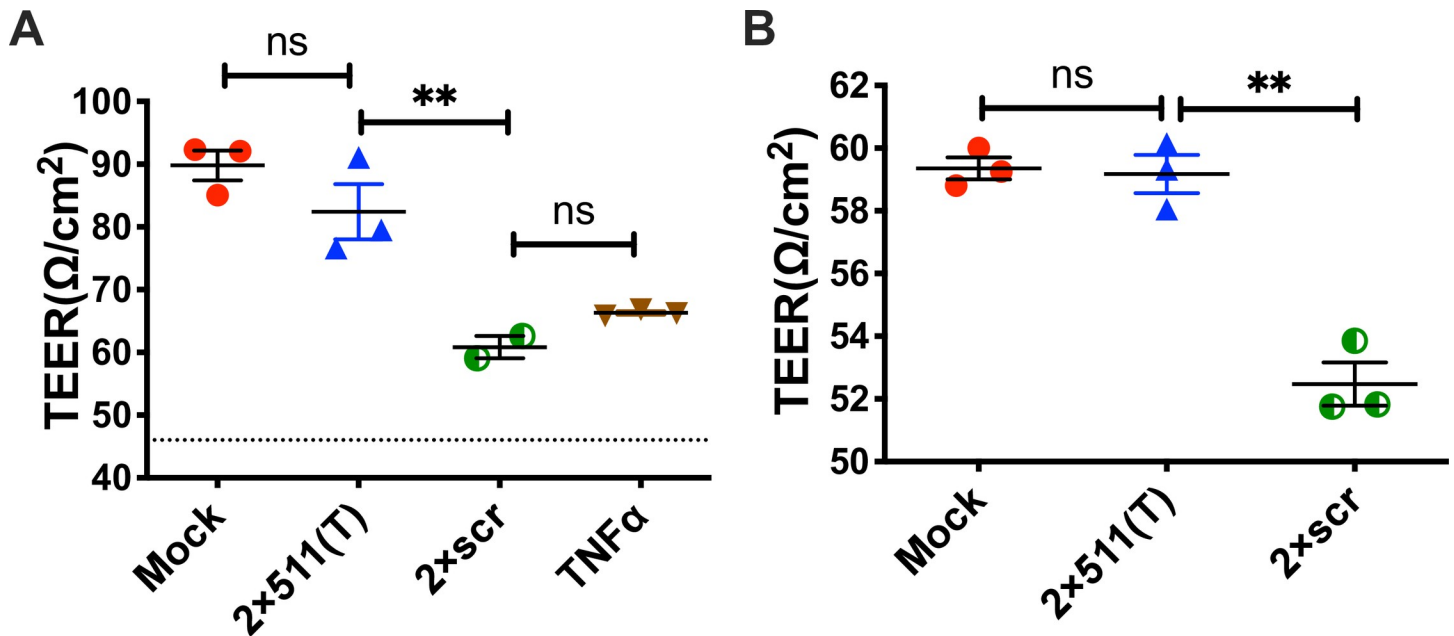 A
ns
**
ns
TEER(Ω/cm²)
100
90
80
70
60
50
40
Mock
2×511(T)
2×scr
TNFα
B
ns
**
TEER(Ω/cm²)
62
60
58
56
54
52
50
Mock
2×511(T)
2×scr